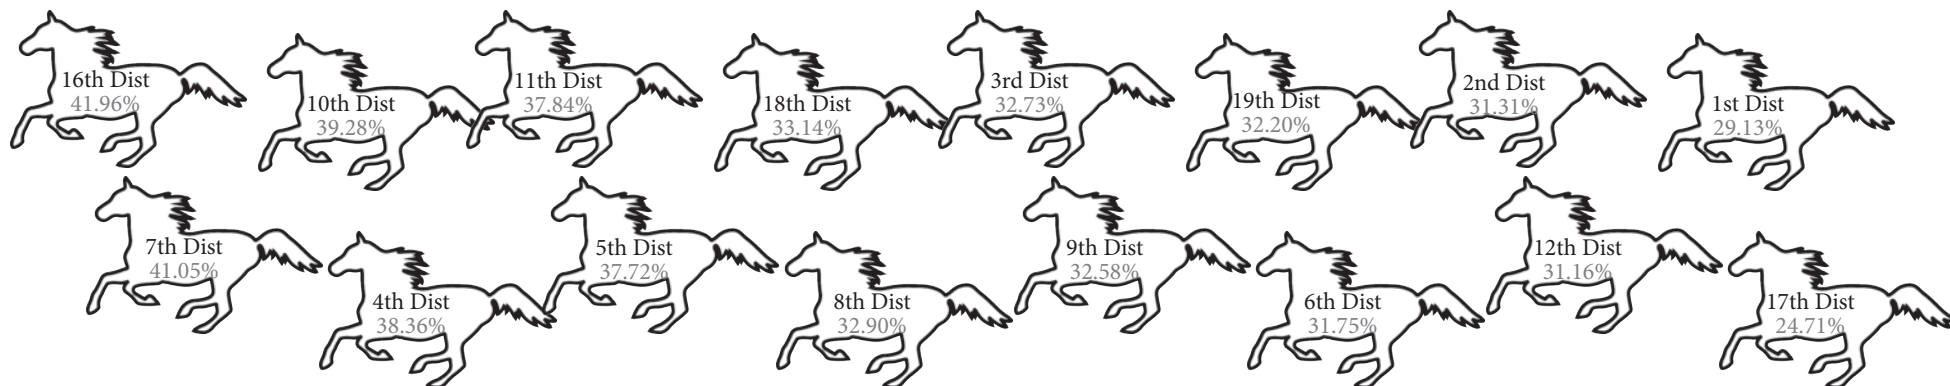 16th Dist
41.96%
10th Dist
39.28%
11th Dist
37.84%
18th Dist
33.14%
3rd Dist
32.73%
19th Dist
32.20%
2nd Dist
31.31%
1st Dist
29.13%
7th Dist
41.05%
4th Dist
38.36%
5th Dist
37.72%
8th Dist
32.90%
9th Dist
32.58%
6th Dist
31.75%
12th Dist
31.16%
17th Dist
24.71%